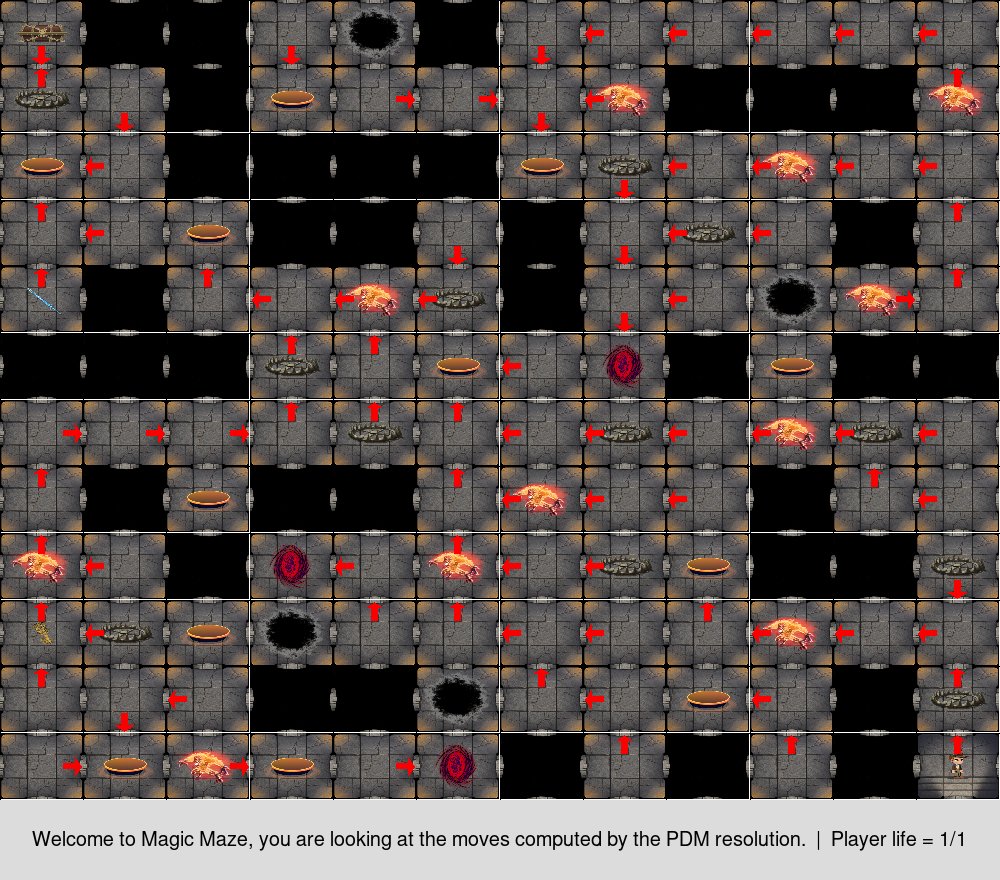 Welcome to Magic Maze, you are looking at the moves computed by the PDM resolution.  |  Player life = 1/1